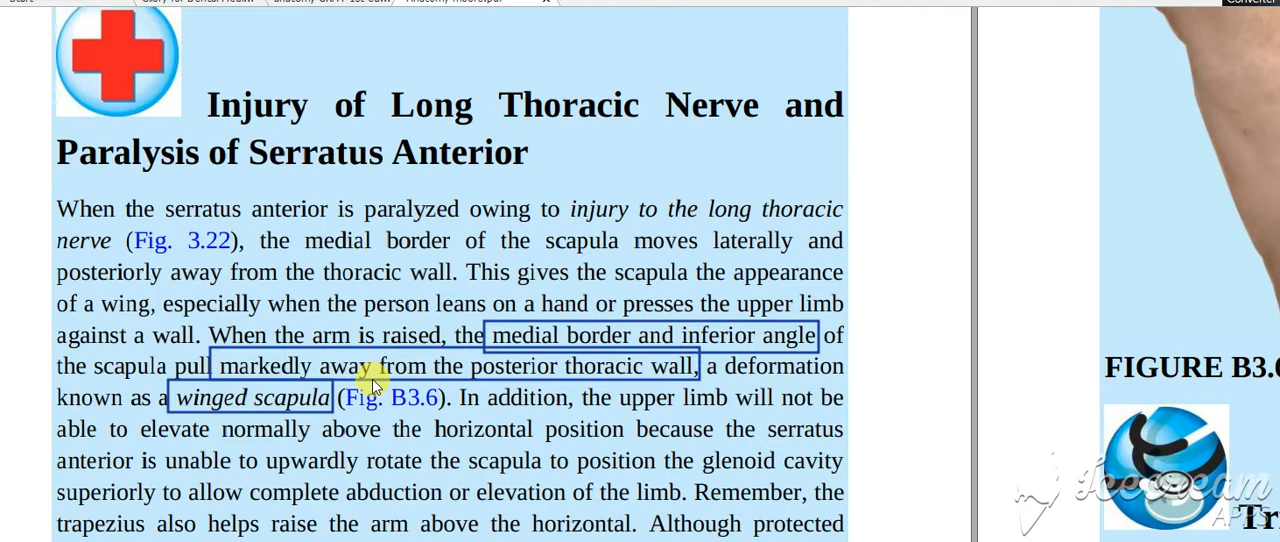 Start
Anatomy moore.pdf
Converter
Injury of Long Thoracic Nerve and
Paralysis of Serratus Anterior
When the serratus anterior is paralyzed owing to injury to the long thoracic
nerve (Fig. 3.22), the medial border of the scapula moves laterally and
posteriorly away from the thoracic wall. This gives the scapula the appearance
of a wing, especially when the person leans on a hand or presses the upper limb
against a wall. When the arm is raised, the medial border and inferior angle of
the scapula pull markedly away from the posterior thoracic wall, a deformation
known as a winged scapula (Fig. B3.6). In addition, the upper limb will not be
able to elevate normally above the horizontal position because the serratus
anterior is unable to upwardly rotate the scapula to position the glenoid cavity
superiorly to allow complete abduction or elevation of the limb. Remember, the
trapezius also helps raise the arm above the horizontal. Although protected
FIGURE B3.6
APPS